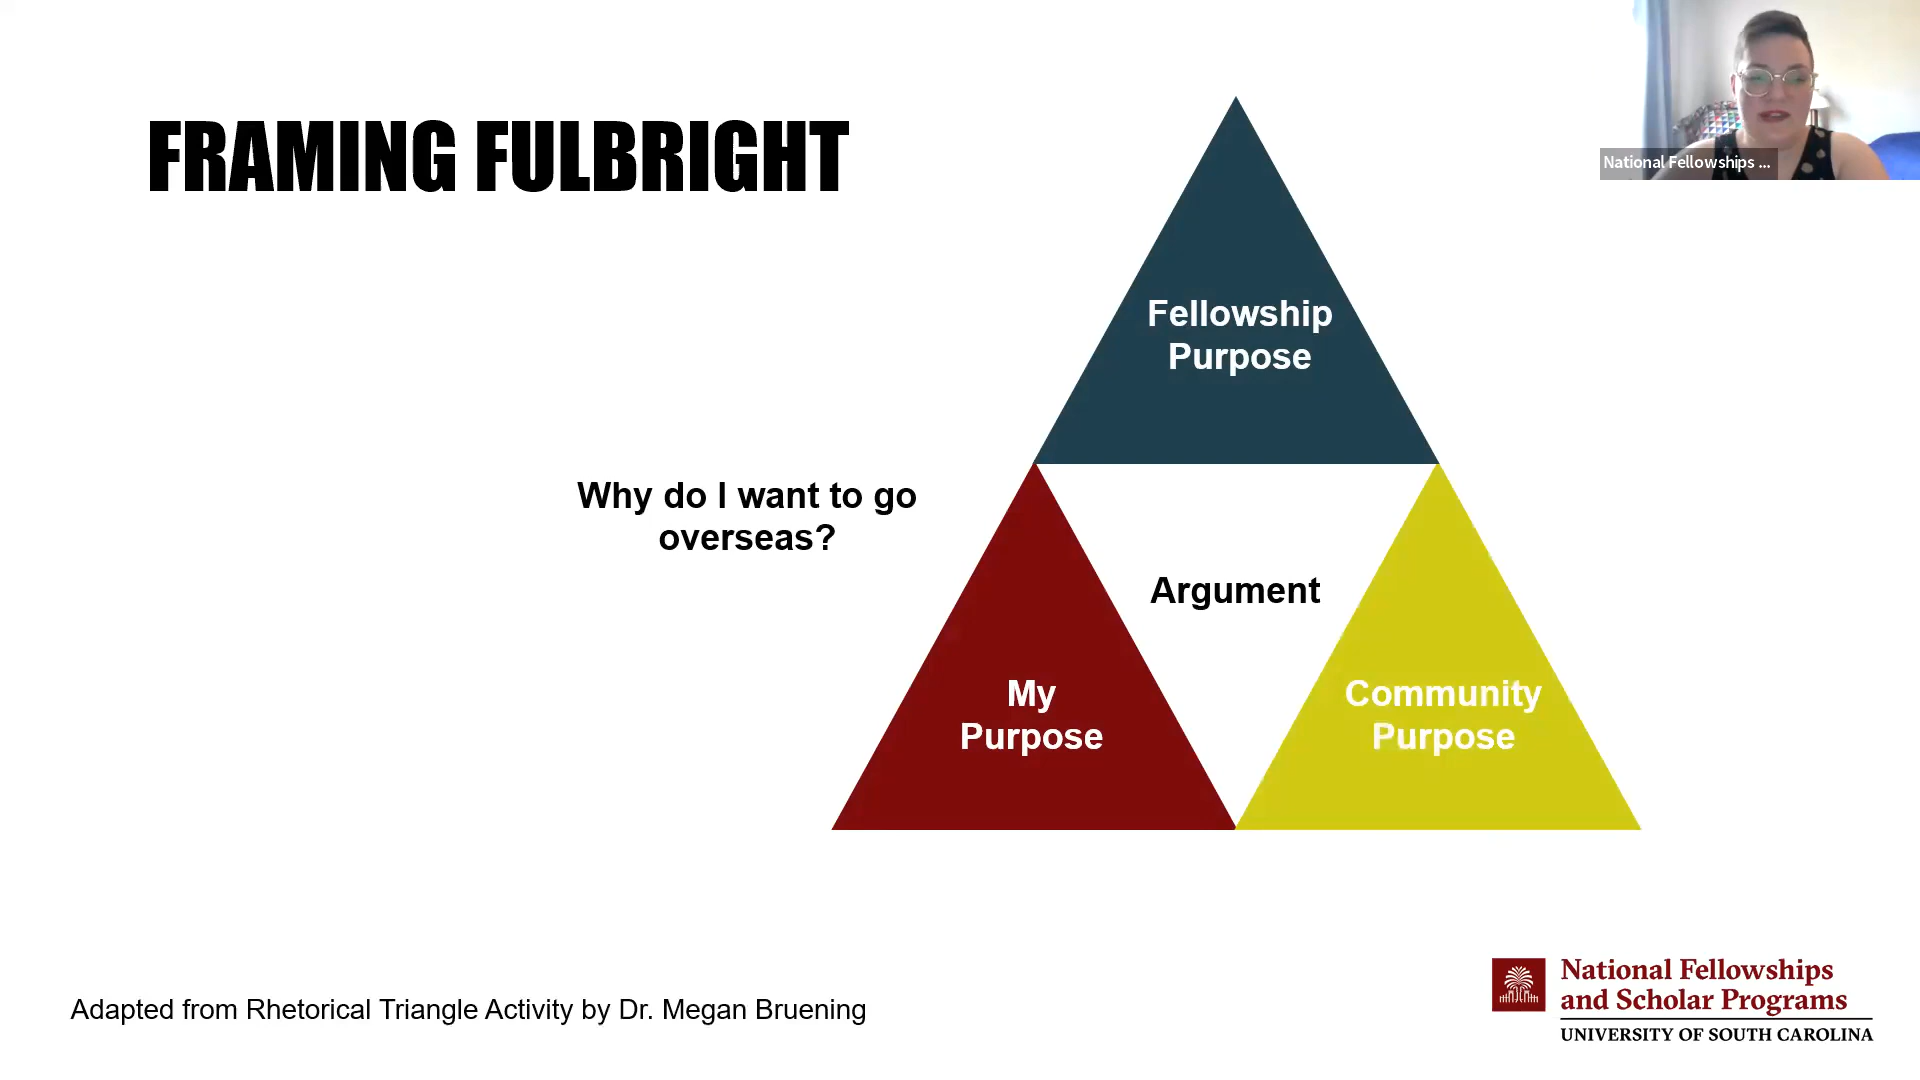 FRAMING FULBRIGHT
National Fellowships ...
Fellowship
Purpose
Why do I want to go
overseas?
Argument
My
Purpose
Community
Purpose
Adapted from Rhetorical Triangle Activity by Dr. Megan Bruening
National Fellowships
and Scholar Programs
UNIVERSITY OF SOUTH CAROLINA